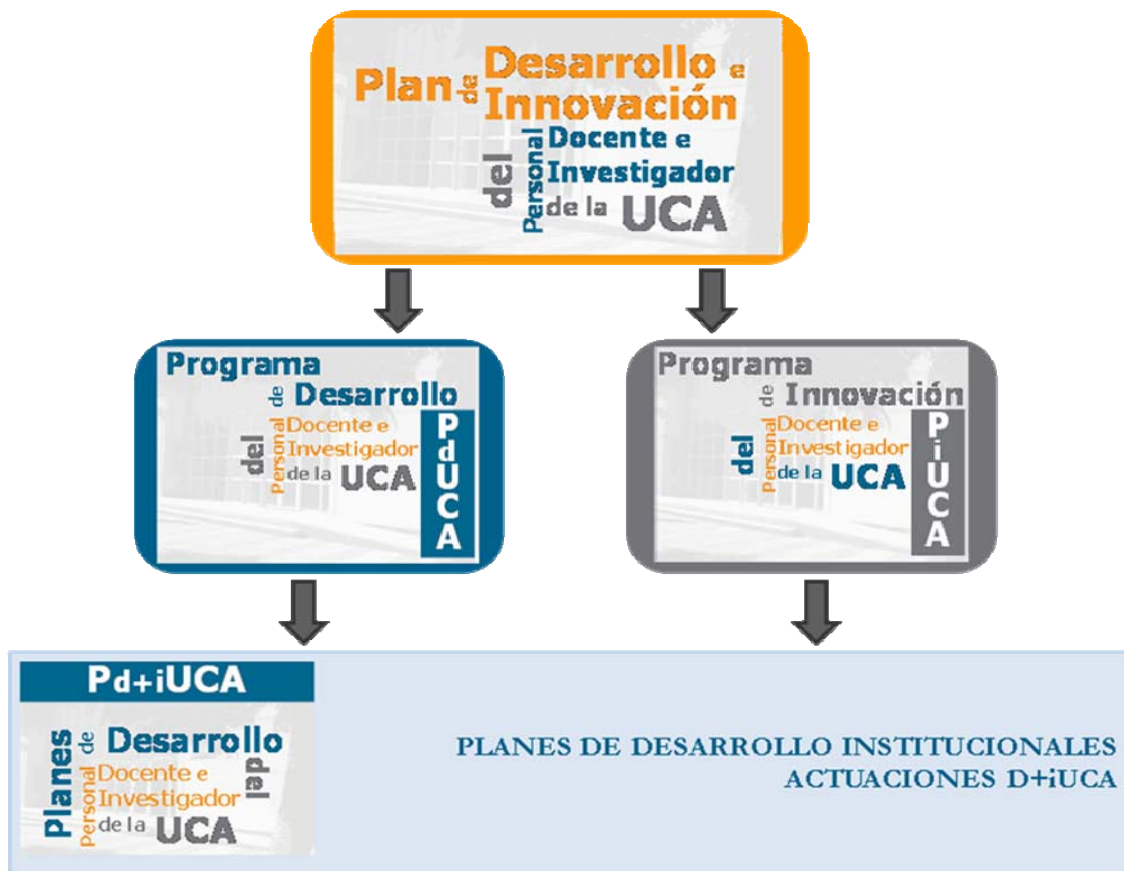 Plan de Desarrollo e
Innovación
del Personal Docente e
Investigador
de la UCA
Programa
de Desarrollo
del Personal Docente e
Investigador
de la UCA
PdUCA
Programa
de Innovación
del Personal Docente e
Investigador
de la UCA
PiUCA
Pd+iUCA
Planes de Desarrollo
del
Personal Docente e
Investigador
de la UCA
PLANES DE DESARROLLO INSTITUCIONALES
ACTUACIONES D+iUCA